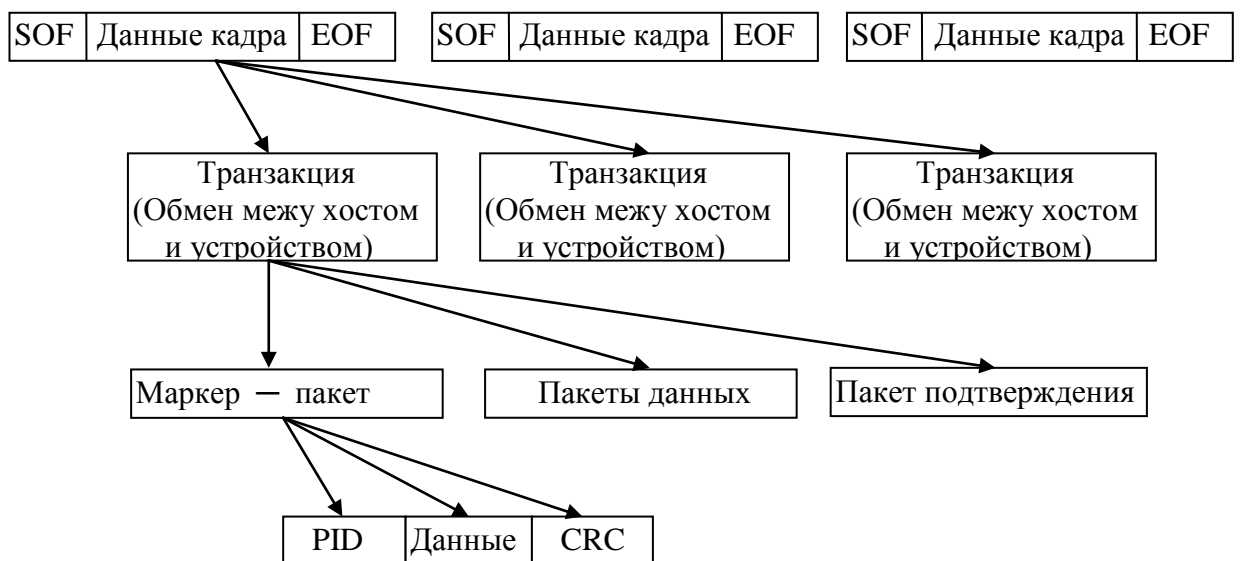 SOF Данные кадра EOF SOF Данные кадра EOF SOF Данные кадра EOF
Транзакция Транзакция Транзакция
(Обмен межу хостом (Обмен межу хостом (Обмен межу хостом
и устройством) и устройством) и устройством)
Маркер — пакет Пакеты данных Пакет подтверждения
PID Данные CRC